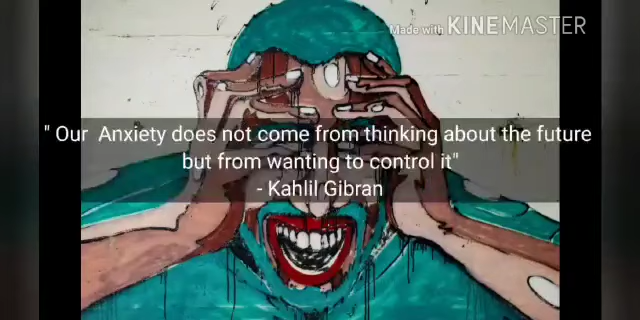 Made with KINEMASTER
" Our  Anxiety does not come from thinking about the future
but from wanting to control it"
- Kahlil Gibran